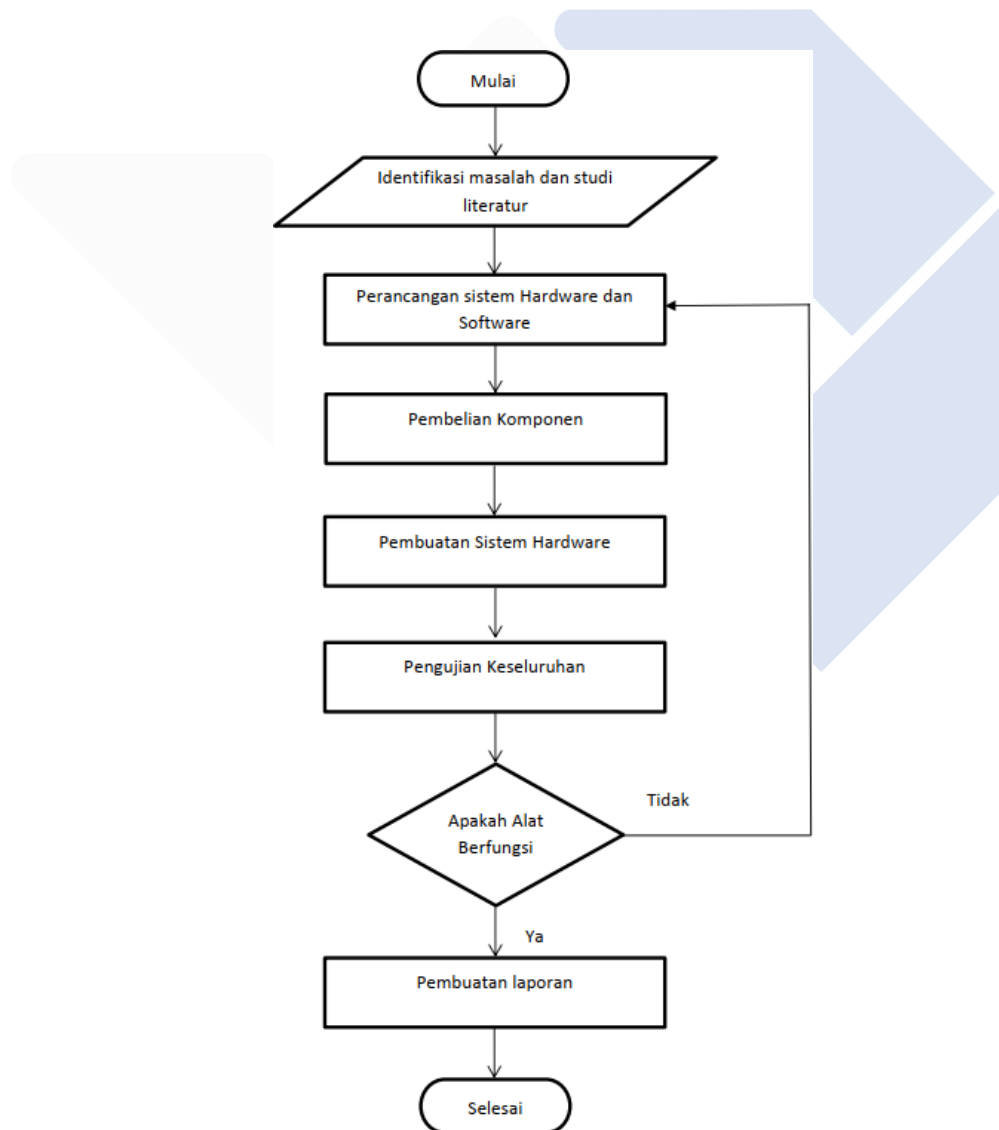 Mulai
Identifikasi masalah dan studi
literatur
Perancangan sistem Hardware dan
Software
Pembelian Komponen
Pembuatan Sistem Hardware
Pengujian Keseluruhan
Apakah Alat
Berfungsi
Tidak
Ya
Pembuatan laporan
Selesai